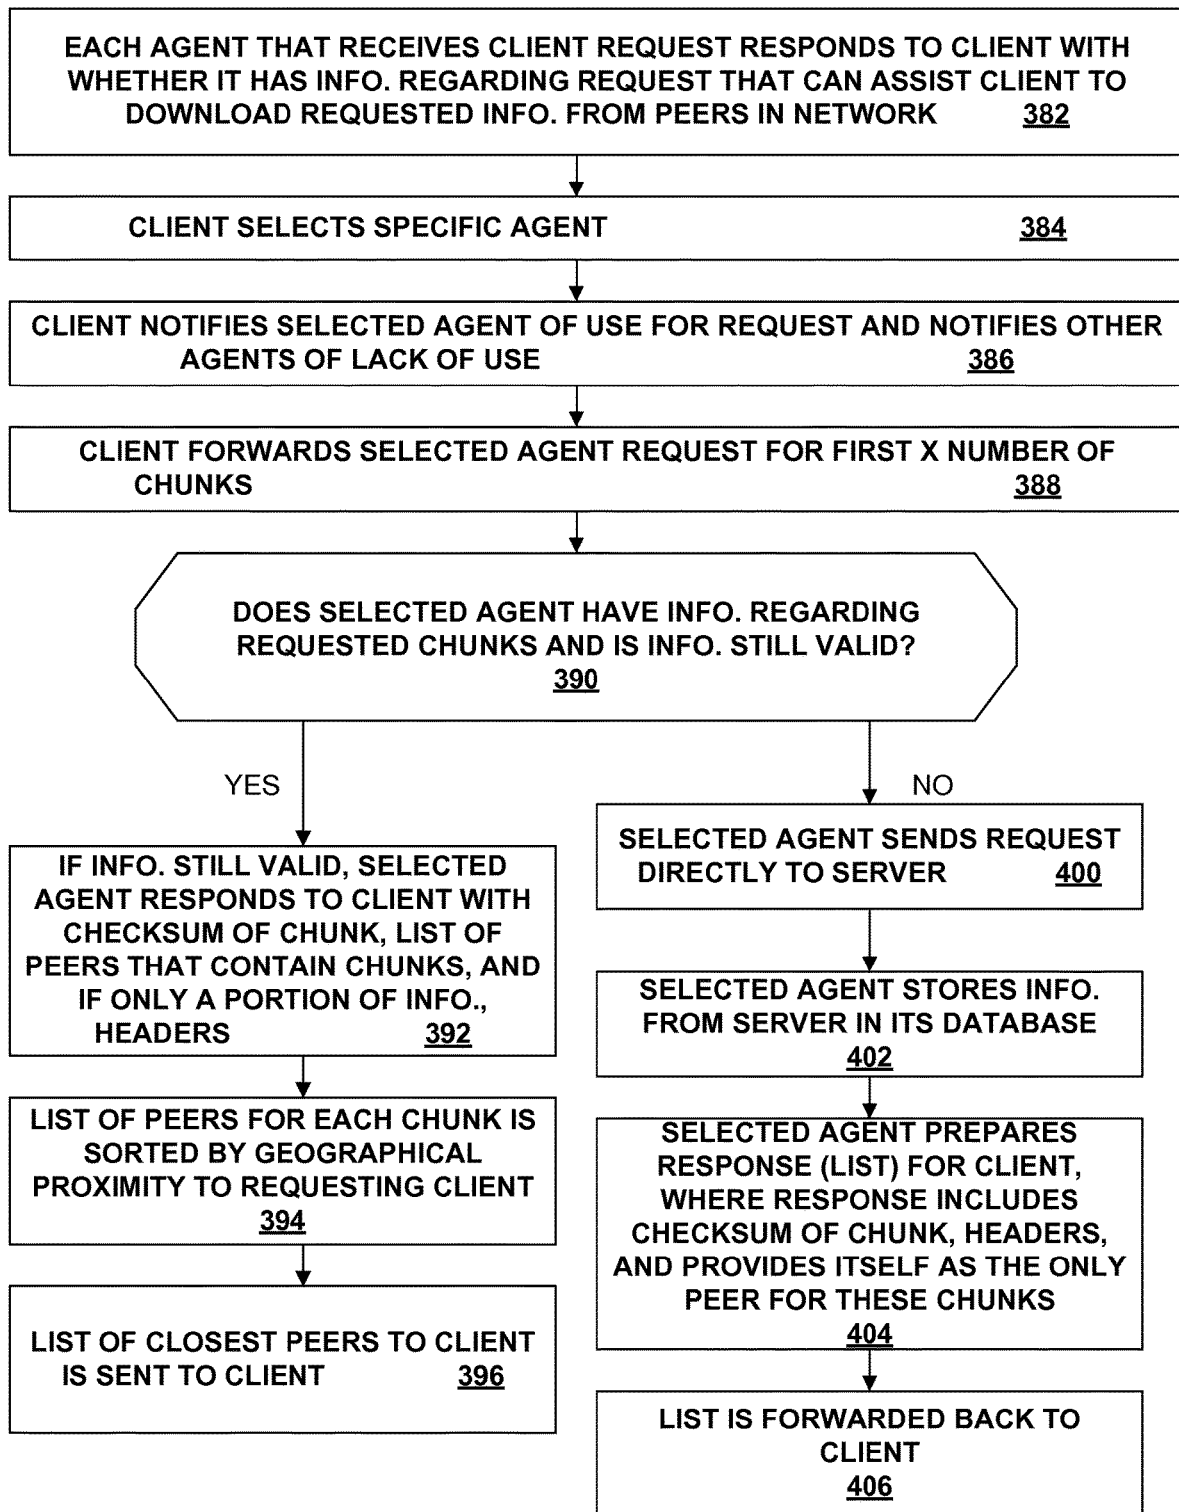 EACH AGENT THAT RECEIVES CLIENT REQUEST RESPONDS TO CLIENT WITH
WHETHER IT HAS INFO. REGARDING REQUEST THAT CAN ASSIST CLIENT TO
DOWNLOAD REQUESTED INFO. FROM PEERS IN NETWORK 382
CLIENT SELECTS SPECIFIC AGENT 384
CLIENT NOTIFIES SELECTED AGENT OF USE FOR REQUEST AND NOTIFIES OTHER
AGENTS OF LACK OF USE 386
CLIENT FORWARDS SELECTED AGENT REQUEST FOR FIRST X NUMBER OF
CHUNKS 388
DOES SELECTED AGENT HAVE INFO. REGARDING
REQUESTED CHUNKS AND IS INFO. STILL VALID?
390
YES
IF INFO. STILL VALID, SELECTED
AGENT RESPONDS TO CLIENT WITH
CHECKSUM OF CHUNK, LIST OF
PEERS THAT CONTAIN CHUNKS, AND
IF ONLY A PORTION OF INFO.,
HEADERS 392
LIST OF PEERS FOR EACH CHUNK IS
SORTED BY GEOGRAPHICAL
PROXIMITY TO REQUESTING CLIENT
394
LIST OF CLOSEST PEERS TO CLIENT
IS SENT TO CLIENT 396
NO
SELECTED AGENT SENDS REQUEST
DIRECTLY TO SERVER 400
SELECTED AGENT STORES INFO.
FROM SERVER IN ITS DATABASE
402
SELECTED AGENT PREPARES
RESPONSE (LIST) FOR CLIENT,
WHERE RESPONSE INCLUDES
CHECKSUM OF CHUNK, HEADERS,
AND PROVIDES ITSELF AS THE ONLY
PEER FOR THESE CHUNKS
404
LIST IS FORWARDED BACK TO
CLIENT
406